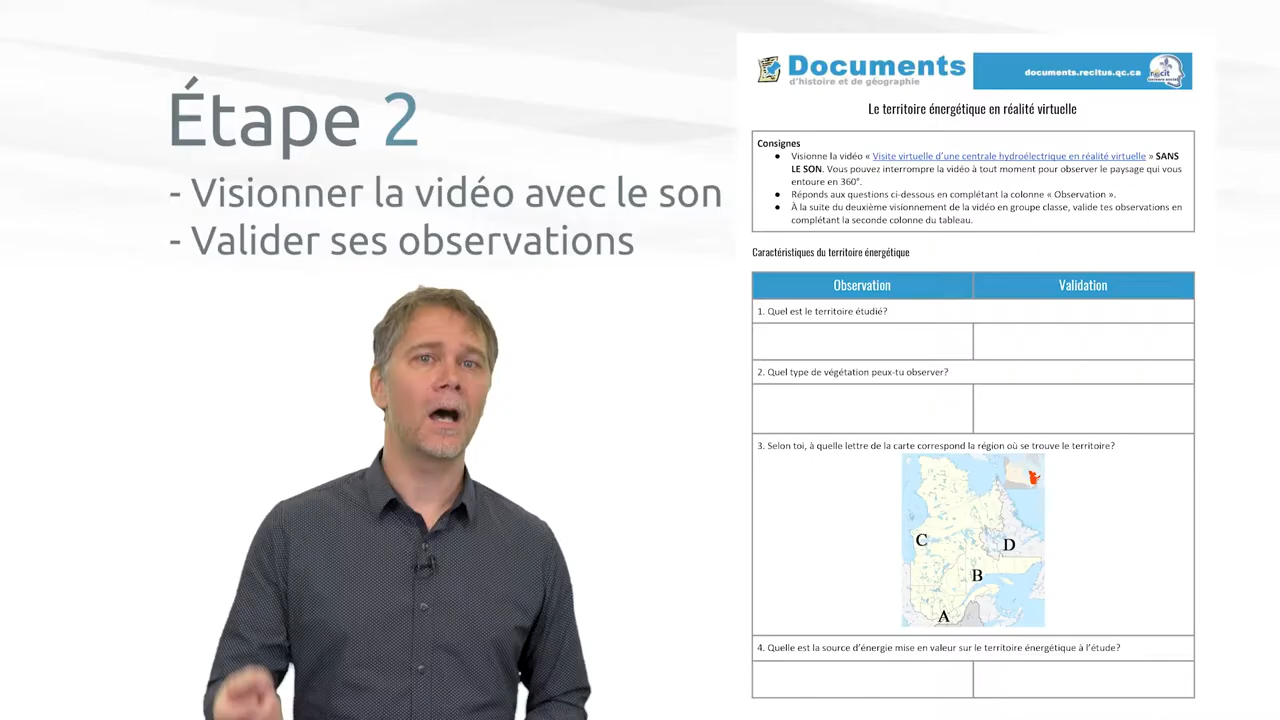 Étape 2
- Visionner la vidéo avec le son
- Valider ses observations
Documents
d'histoire et de géographie
documents.recitus.qc.ca
récit
Le territoire énergétique en réalité virtuelle
Consignes
● Visionne la vidéo « Visite virtuelle d'une centrale hydroélectrique en réalité virtuelle » SANS
LE SON. Vous pouvez interrompre la vidéo à tout moment pour observer le paysage qui vous
entoure en 360°.
● Réponds aux questions ci-dessous en complétant la colonne « Observation ».
● À la suite du deuxième visionnement de la vidéo en groupe classe, valide tes observations en
complétant la seconde colonne du tableau.
Caractéristiques du territoire énergétique
Observation
Validation
1. Quel est le territoire étudié?
2. Quel type de végétation peux-tu observer?
3. Selon toi, à quelle lettre de la carte correspond la région où se trouve le territoire?
C
D
B
A
4. Quelle est la source d'énergie mise en valeur sur le territoire énergétique à l'étude?